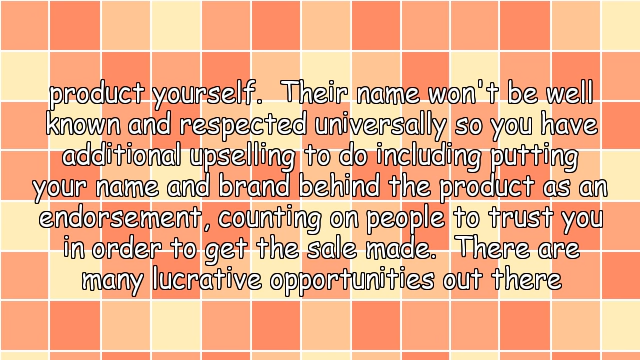 product yourself.  Their name won't be well
known and respected universally so you have
additional upselling to do including putting
your name and brand behind the product as an
endorsement, counting on people to trust you
in order to get the sale made.  There are
many lucrative opportunities out there